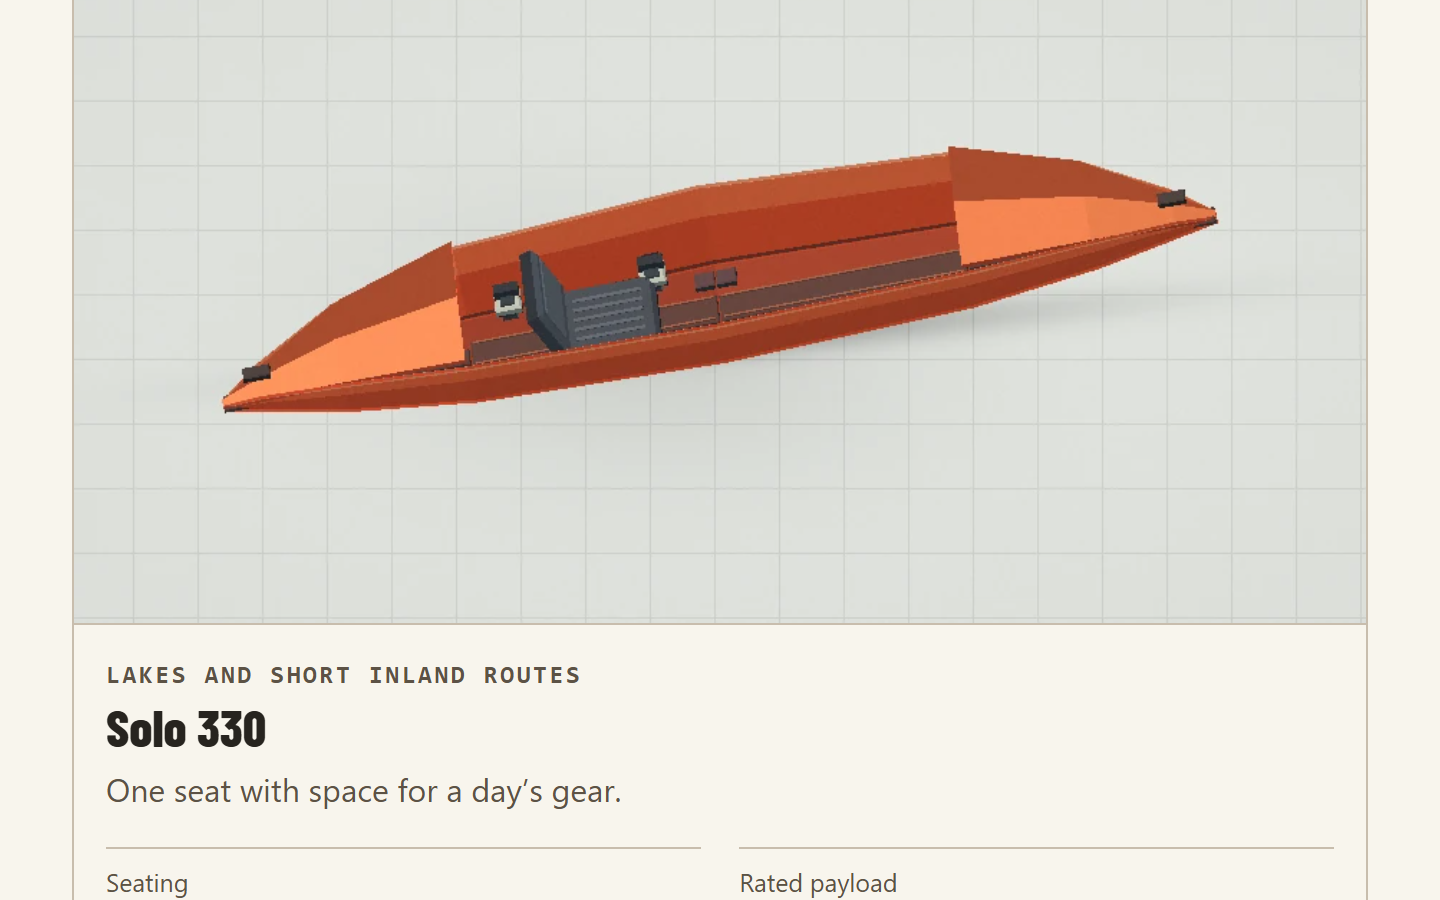 LAKES AND SHORT INLAND ROUTES
Solo 330
One seat with space for a day’s gear.
Seating
Rated payload